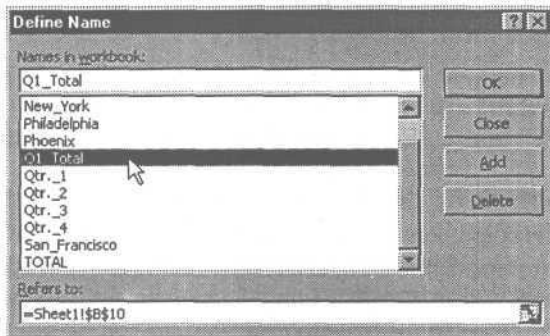 Define Name
Names in workbook:
Q1_Total
OK
New_York
Philadelphia
Phoenix
Q1_Total
Qtr._1
Qtr._2
Qtr._3
Qtr._4
San_Francisco
TOTAL
Close
Add
Delete
Refers to:
=Sheet1!$B$10